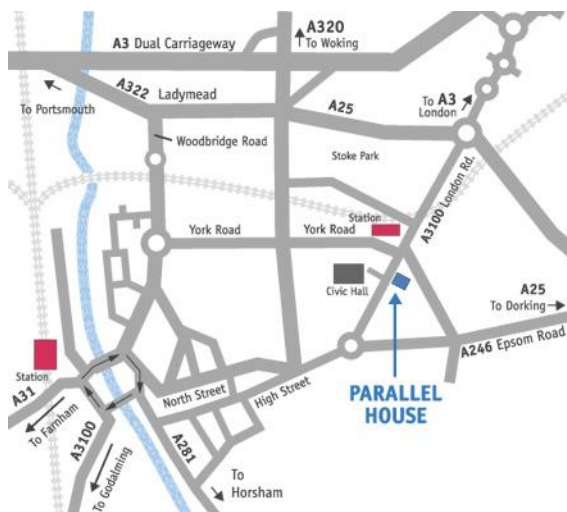 A320
To Woking
A3 Dual Carriageway
A322
Ladymead
To Portsmouth
To A3
London
A25
Woodbridge Road
Stoke Park
A3100 London Rd.
Station
York Road
York Road
Civic Hall
A25
To Dorking
A246 Epsom Road
Station
PARALLEL
HOUSE
North Street
High Street
A31
To Farnham
A3100
To Godalming
A281
To
Horsham